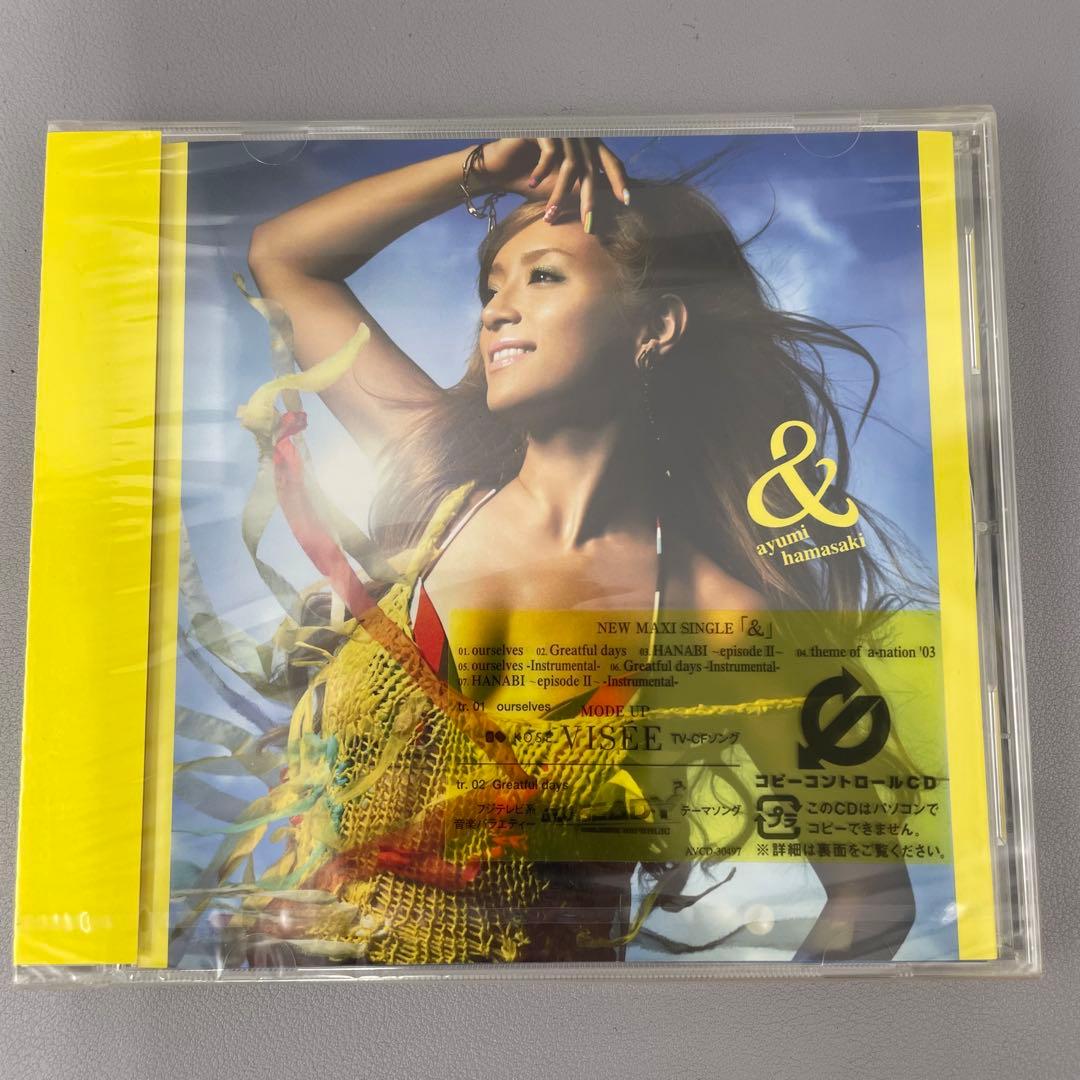 &
ayumi
hamasaki
NEW MAXI SINGLE「&」
01. ourselves 02. Greatful days 03. HANABI ~episode II~ 04. theme of a-nation '03
05. ourselves -Instrumental- 06. Greatful days -Instrumental-
07. HANABI ~episode II~ -Instrumental-
tr. 01 ourselves
MODE UP
KOSÉ VISÉE TV-CFソング
tr. 02 Greatful days
フジテレビ系
音楽バラエティー
テーマソング
AVCD-30497
コピーコントロールCD
プラ
このCDはパソコンで
コピーできません。
※詳細は裏面をご覧ください。